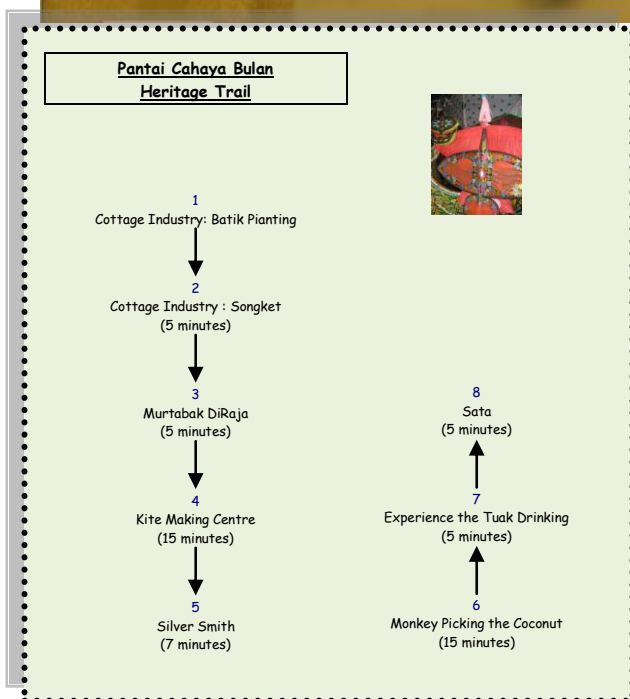 Pantai Cahaya Bulan
Heritage Trail
1
Cottage Industry: Batik Pianting
2
Cottage Industry : Songket
(5 minutes)
3
Murtabak DiRaja
(5 minutes)
4
Kite Making Centre
(15 minutes)
5
Silver Smith
(7 minutes)
6
Monkey Picking the Coconut
(15 minutes)
7
Experience the Tuak Drinking
(5 minutes)
8
Sata
(5 minutes)